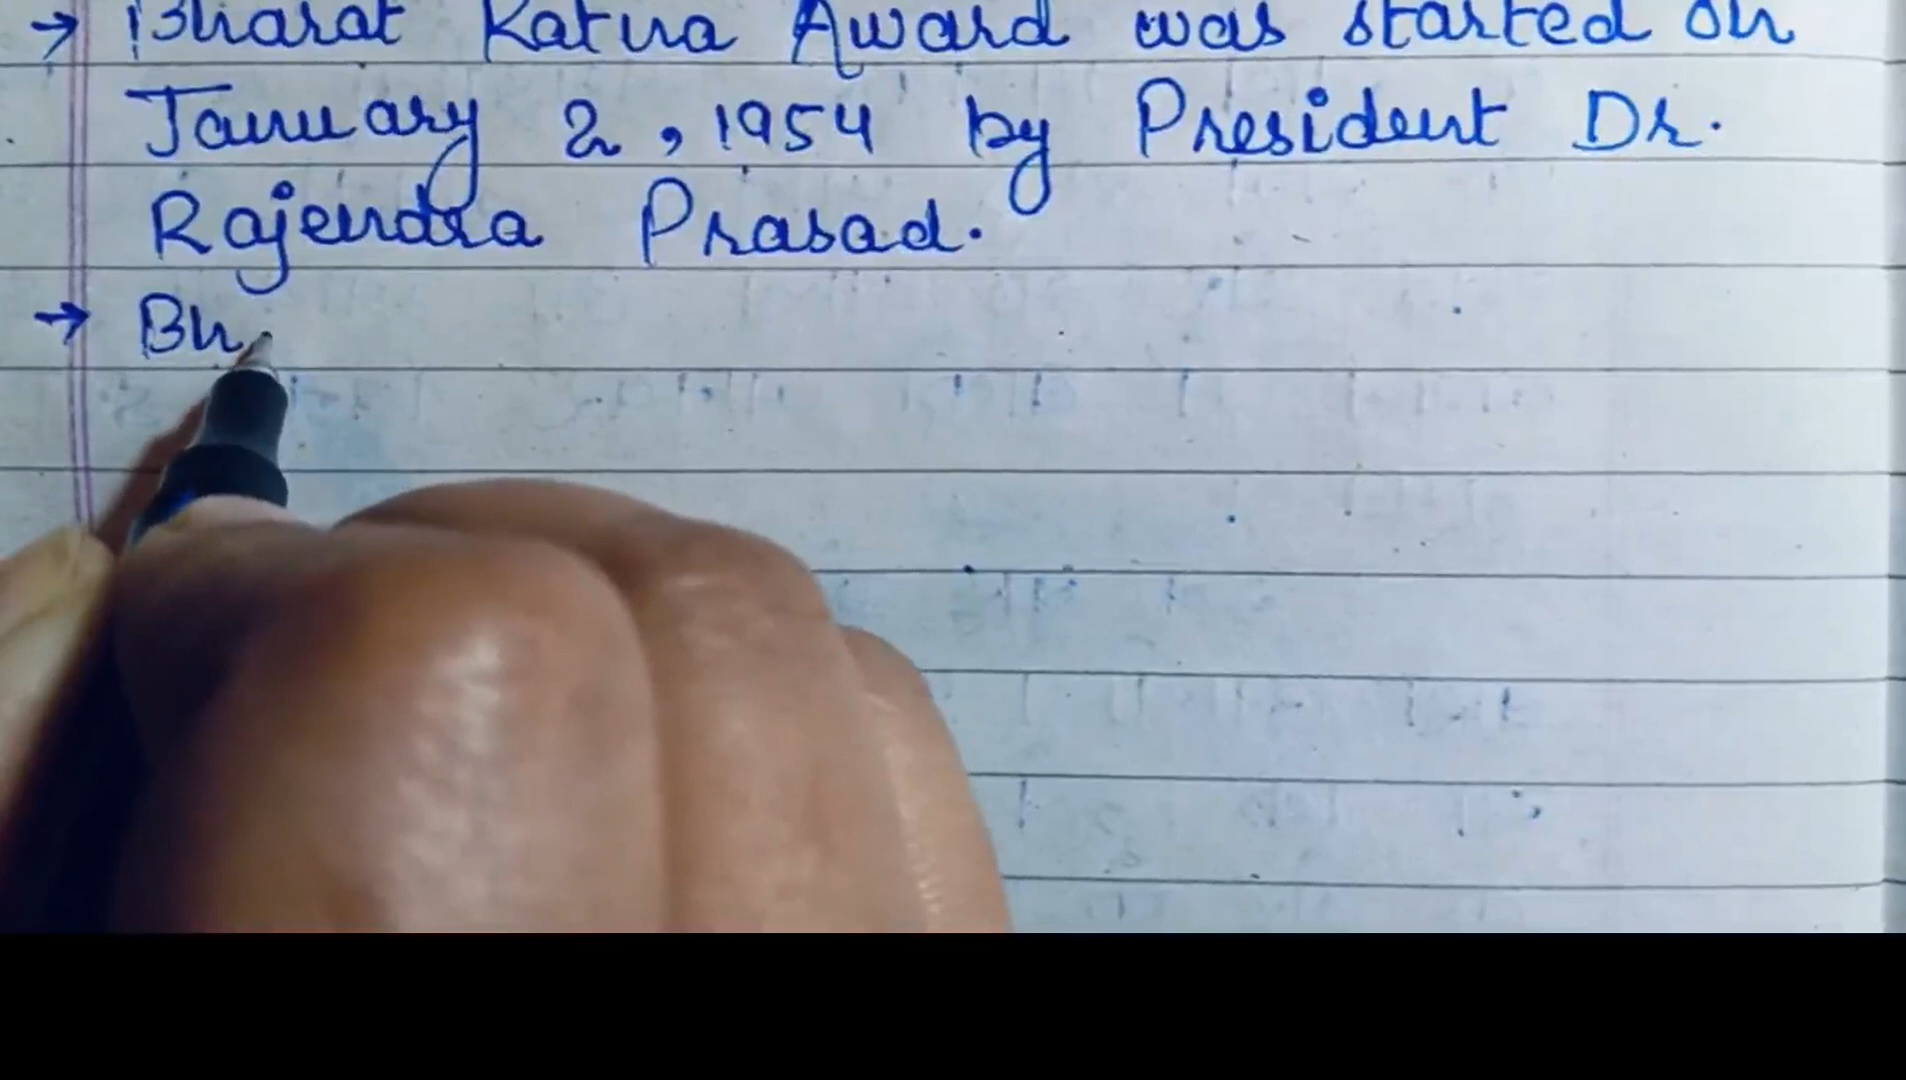 → Bharat Ratna Award was started on
January 2, 1954 by President Dr.
Rajendra Prasad.
→ Bh